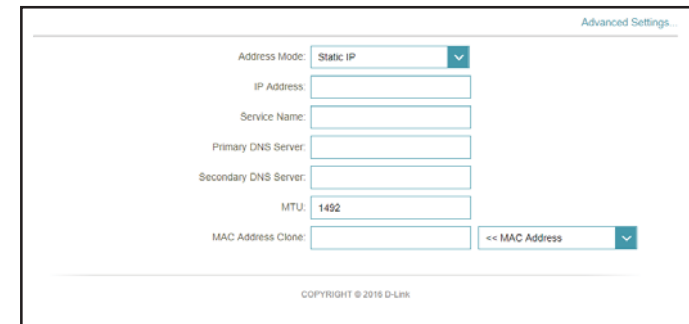 Advanced Settings...
Address Mode: Static IP
IP Address:
Service Name:
Primary DNS Server:
Secondary DNS Server:
MTU: 1492
MAC Address Clone: << MAC Address
COPYRIGHT © 2016 D-Link